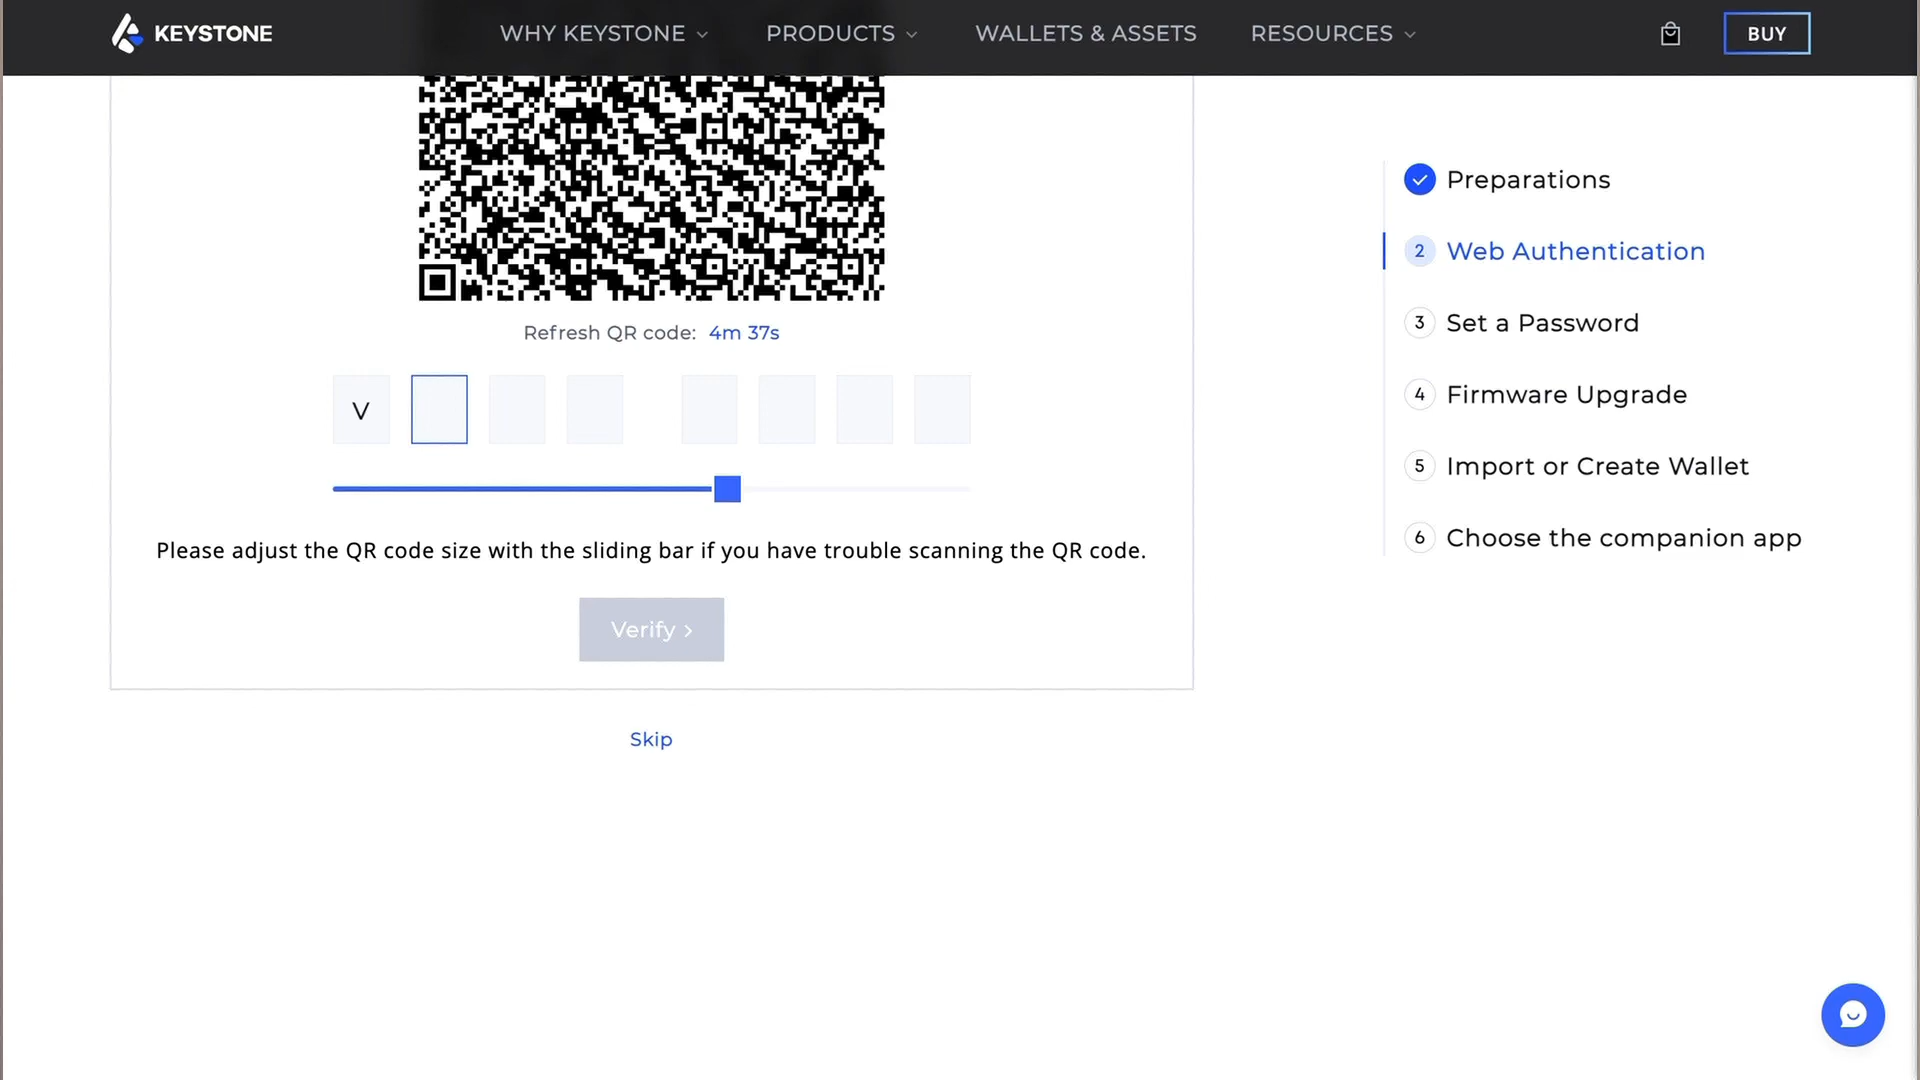 KEYSTONE
WHY KEYSTONE
PRODUCTS
WALLETS & ASSETS
RESOURCES
BUY
Refresh QR code: 4m 37s
V
Please adjust the QR code size with the sliding bar if you have trouble scanning the QR code.
Verify >
Skip
Preparations
2 Web Authentication
3 Set a Password
4 Firmware Upgrade
5 Import or Create Wallet
6 Choose the companion app